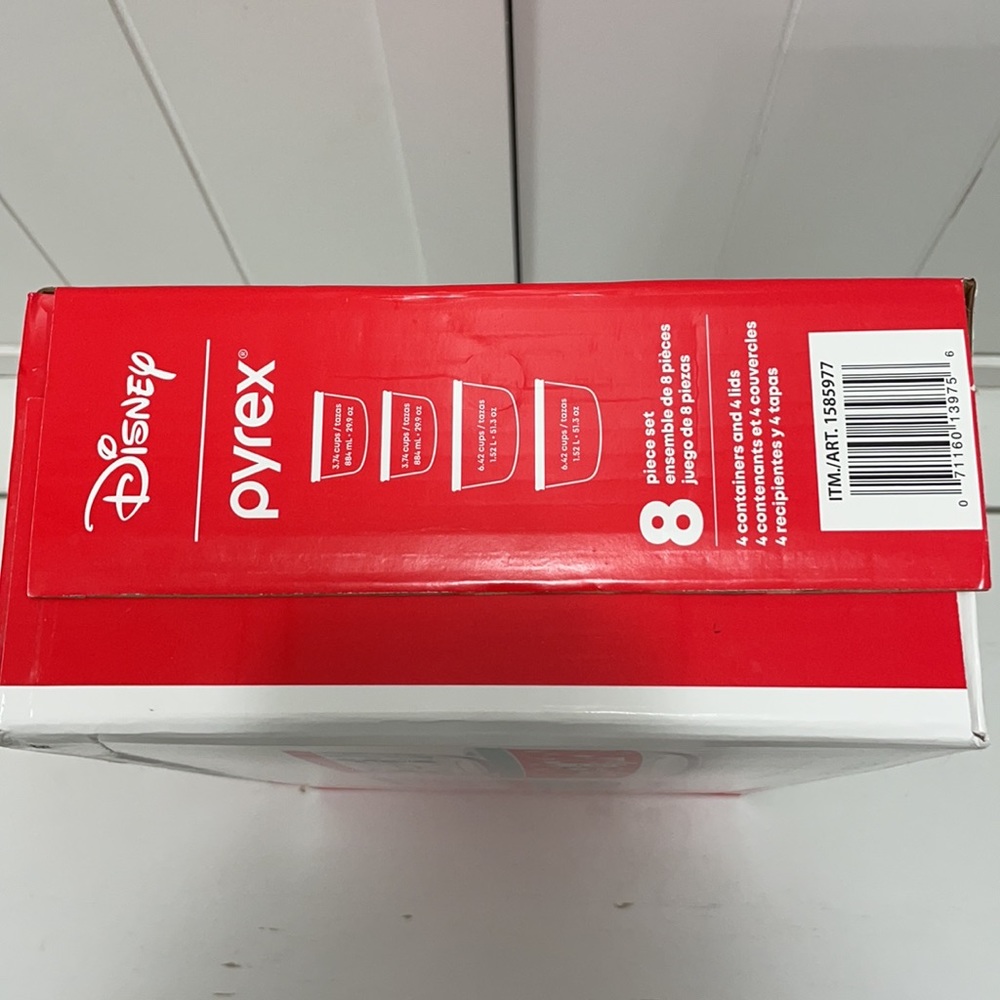 Disney
pyrex®
3.74 cups / tazas
884 mL • 29.9 oz
3.74 cups / tazas
884 mL • 29.9 oz
6.42 cups / tazas
1.52 L • 51.3 oz
6.42 cups / tazas
1.52 L • 51.3 oz
8
piece set
ensemble de 8 pièces
juego de 8 piezas
4 containers and 4 lids
4 contenants et 4 couvercles
4 recipientes y 4 tapas
ITM./ART. 1585977
0 71160 13975 6